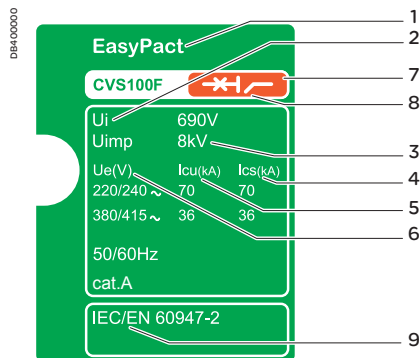 DB400000
EasyPact
CVS100F
Ui 690V
Uimp 8kV
Ue(V) Icu(kA) Ics(kA)
220/240 ~ 70 70
380/415 ~ 36 36
50/60Hz
cat.A
IEC/EN 60947-2
1
2
7
8
3
4
5
6
9